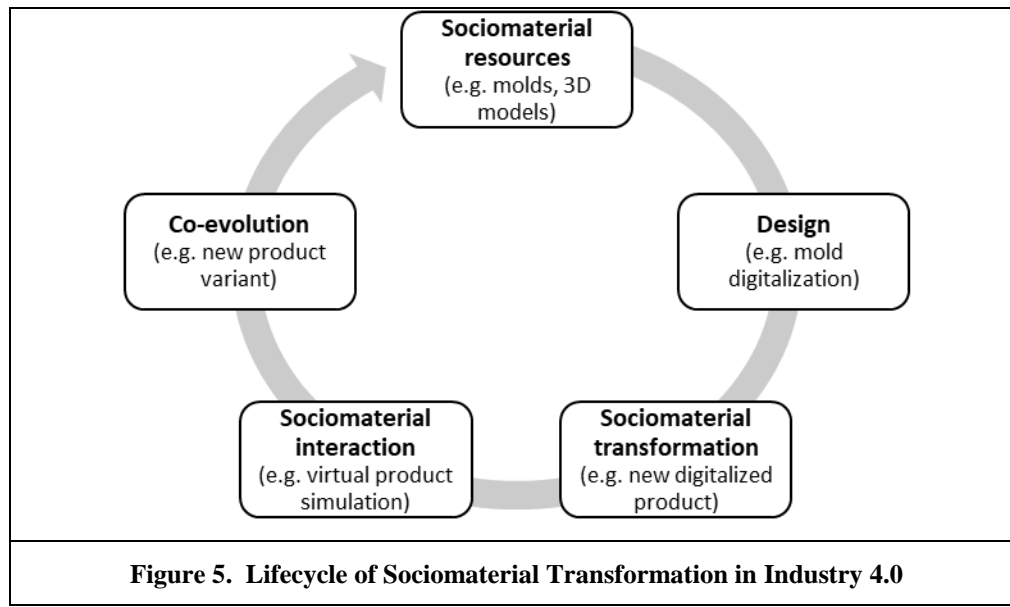 Sociomaterial
resources
(e.g. molds, 3D
models)
Design
(e.g. mold
digitalization)
Sociomaterial
transformation
(e.g. new digitalized
product)
Sociomaterial
interaction
(e.g. virtual product
simulation)
Co-evolution
(e.g. new product
variant)
Figure 5.  Lifecycle of Sociomaterial Transformation in Industry 4.0